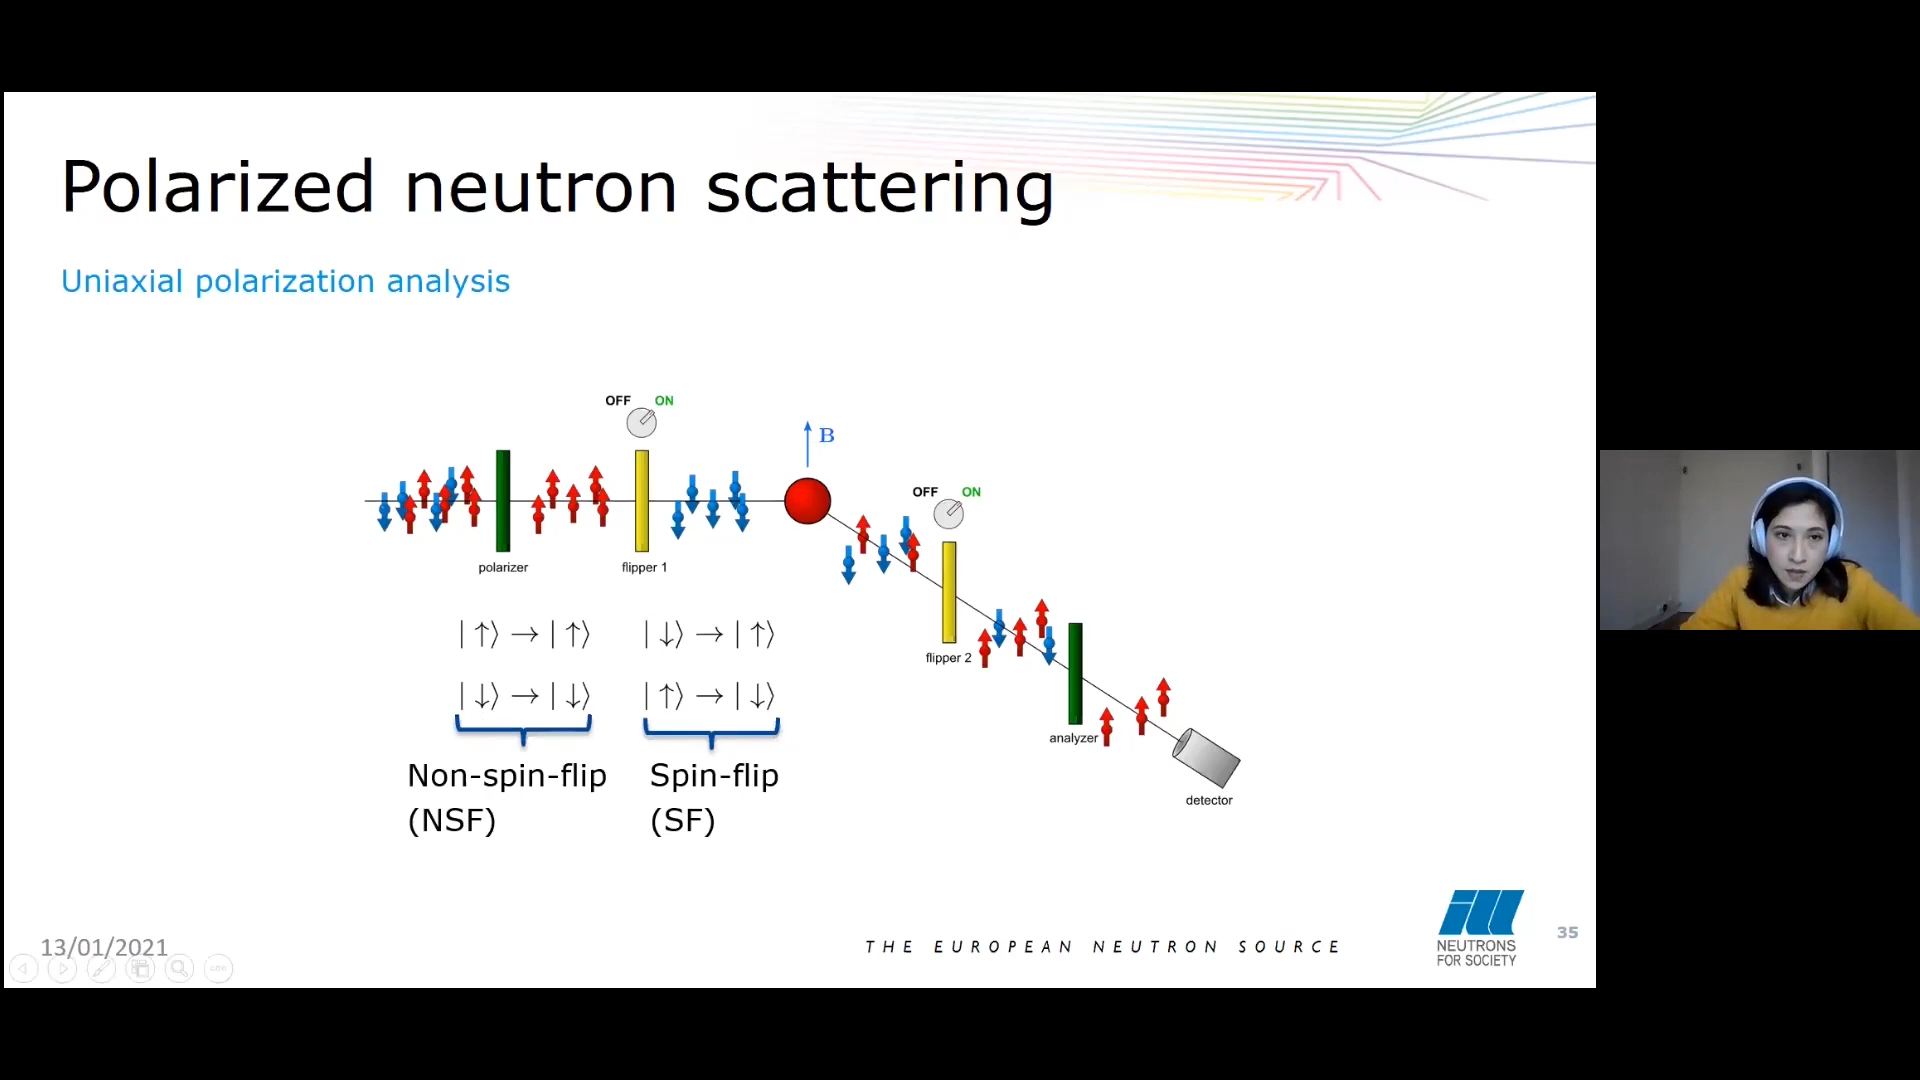 Polarized neutron scattering
Uniaxial polarization analysis
OFF ON
B
OFF ON
polarizer
flipper 1
flipper 2
analyzer
detector
|↑⟩→|↑⟩ |↓⟩→|↑⟩
|↓⟩→|↓⟩ |↑⟩→|↓⟩
Non-spin-flip
(NSF)
Spin-flip
(SF)
13/01/2021
THE EUROPEAN NEUTRON SOURCE
ill
NEUTRONS
FOR SOCIETY
35